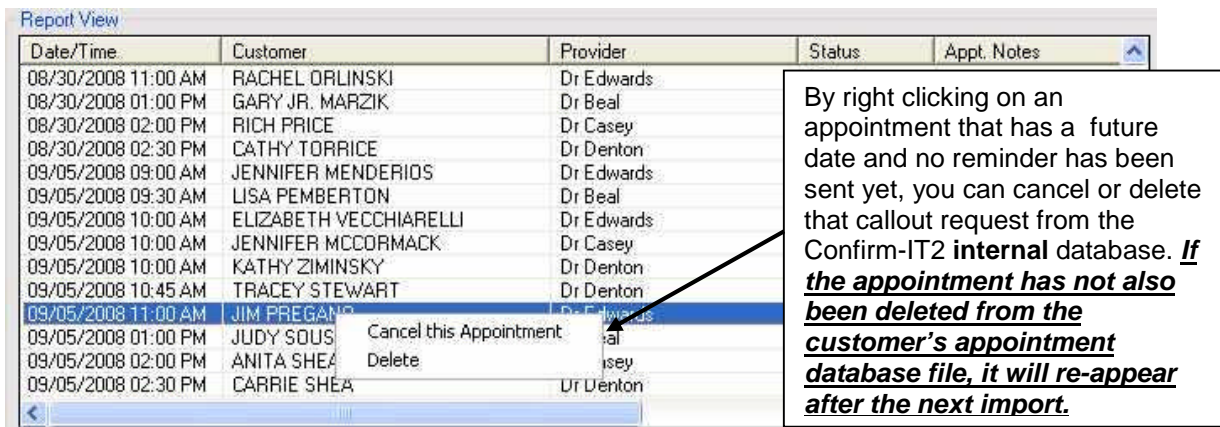 Report View
Date/Time Customer Provider Status Appt. Notes
08/30/2008 11:00 AM RACHEL ORLINSKI Dr Edwards
08/30/2008 01:00 PM GARY JR. MARZIK Dr Beal
08/30/2008 02:00 PM RICH PRICE Dr Casey
08/30/2008 02:30 PM CATHY TORRICE Dr Denton
09/05/2008 09:00 AM JENNIFER MENDERIOS Dr Edwards
09/05/2008 09:30 AM LISA PEMBERTON Dr Beal
09/05/2008 10:00 AM ELIZABETH VECCHIARELLI Dr Edwards
09/05/2008 10:00 AM JENNIFER MCCORMACK Dr Casey
09/05/2008 10:00 AM KATHY ZIMINSKY Dr Denton
09/05/2008 10:45 AM TRACEY STEWART Dr Denton
09/05/2008 11:00 AM JIM Dr Edwards
09/05/2008 01:00 PM JUDY SOUS
09/05/2008 02:00 PM ANITA SHEA
09/05/2008 02:30 PM CARRIE SHEA Dr Denton
Cancel this Appointment
Delete
By right clicking on an
appointment that has a future
date and no reminder has been
sent yet, you can cancel or delete
that callout request from the
Confirm-IT2 internal database. If
the appointment has not also
been deleted from the
customer's appointment
database file, it will re-appear
after the next import.